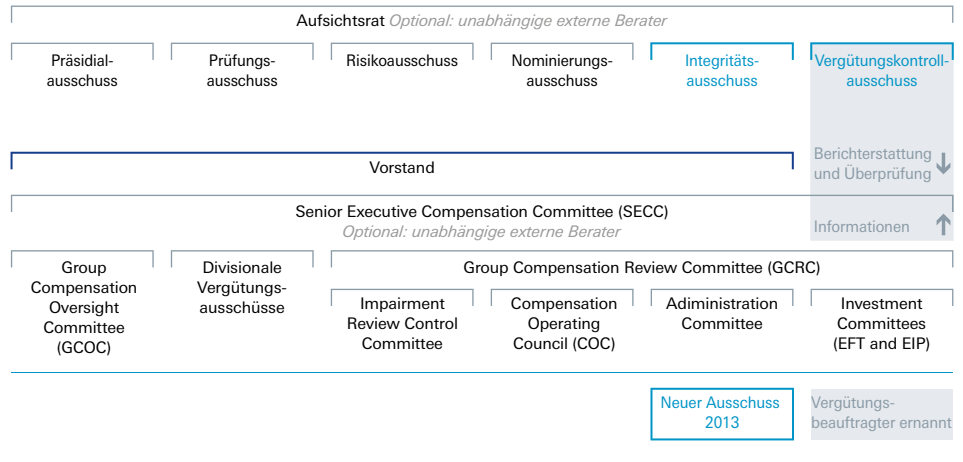 Aufsichtsrat Optional: unabhängige externe Berater
Präsidial-
ausschuss
Prüfungs-
ausschuss
Risikoausschuss
Nominierungs-
ausschuss
Integritäts-
ausschuss
Vergütungskontroll-
ausschuss
Vorstand
Berichterstattung
und Überprüfung
Senior Executive Compensation Committee (SECC)
Optional: unabhängige externe Berater
Informationen
Group
Compensation
Oversight
Committee
(GCOC)
Divisionale
Vergütungs-
ausschüsse
Group Compensation Review Committee (GCRC)
Impairment
Review Control
Committee
Compensation
Operating
Council (COC)
Adiministration
Committee
Investment
Committees
(EFT and EIP)
Neuer Ausschuss
2013
Vergütungs-
beauftragter ernannt